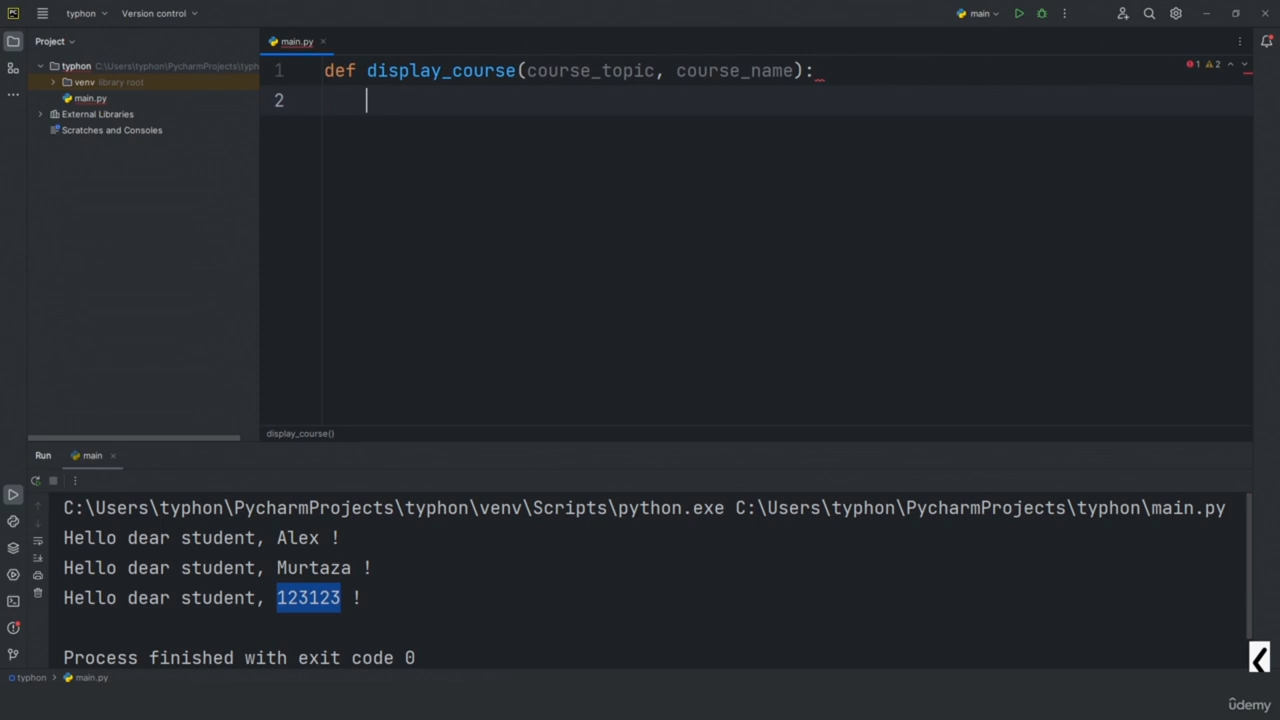 PC typhon Version control main
Project
main.py
typhon C:\Users\typhon\PycharmProjects\typh
venv library root
main.py
External Libraries
Scratches and Consoles
1 def display_course(course_topic, course_name):
1 2
2
display_course()
Run main
C:\Users\typhon\PycharmProjects\typhon\venv\Scripts\python.exe C:\Users\typhon\PycharmProjects\typhon\main.py
Hello dear student, Alex !
Hello dear student, Murtaza !
Hello dear student, 123123 !
Process finished with exit code 0
typhon > main.py
ûdemy